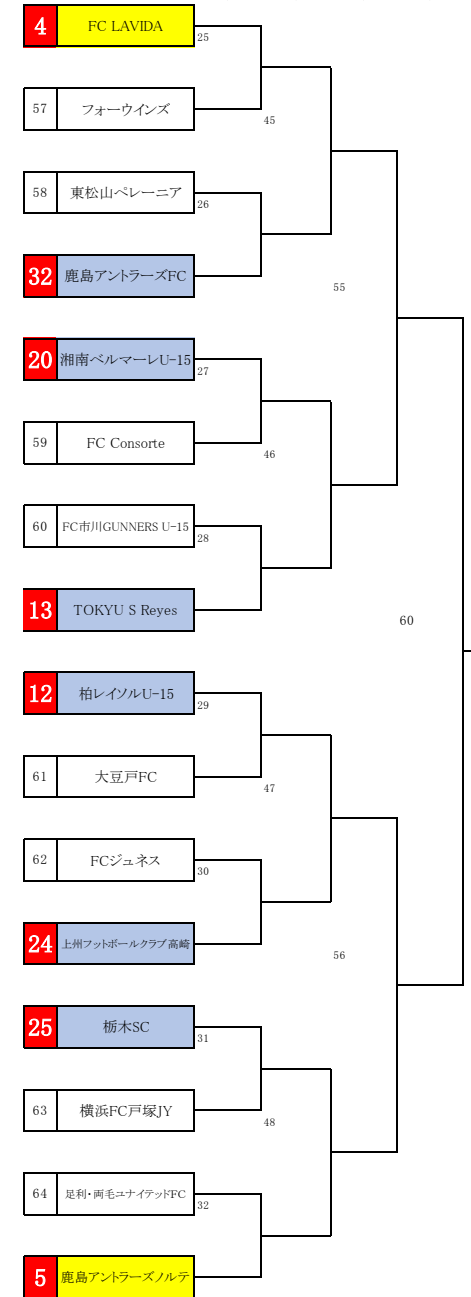 4 FC LAVIDA
25
57 フォーウインズ
45
58 東松山ペレーニア
26
32 鹿島アントラーズFC
55
20 湘南ベルマーレU-15
27
59 FC Consorte
46
60 FC市川GUNNERS U-15
28
13 TOKYU S Reyes
60
12 柏レイソルU-15
29
61 大豆戸FC
47
62 FCジュネス
30
24 上州フットボールクラブ高崎
56
25 栃木SC
31
63 横浜FC戸塚JY
48
64 足利・両毛ユナイテッドFC
32
5 鹿島アントラーズノルテ